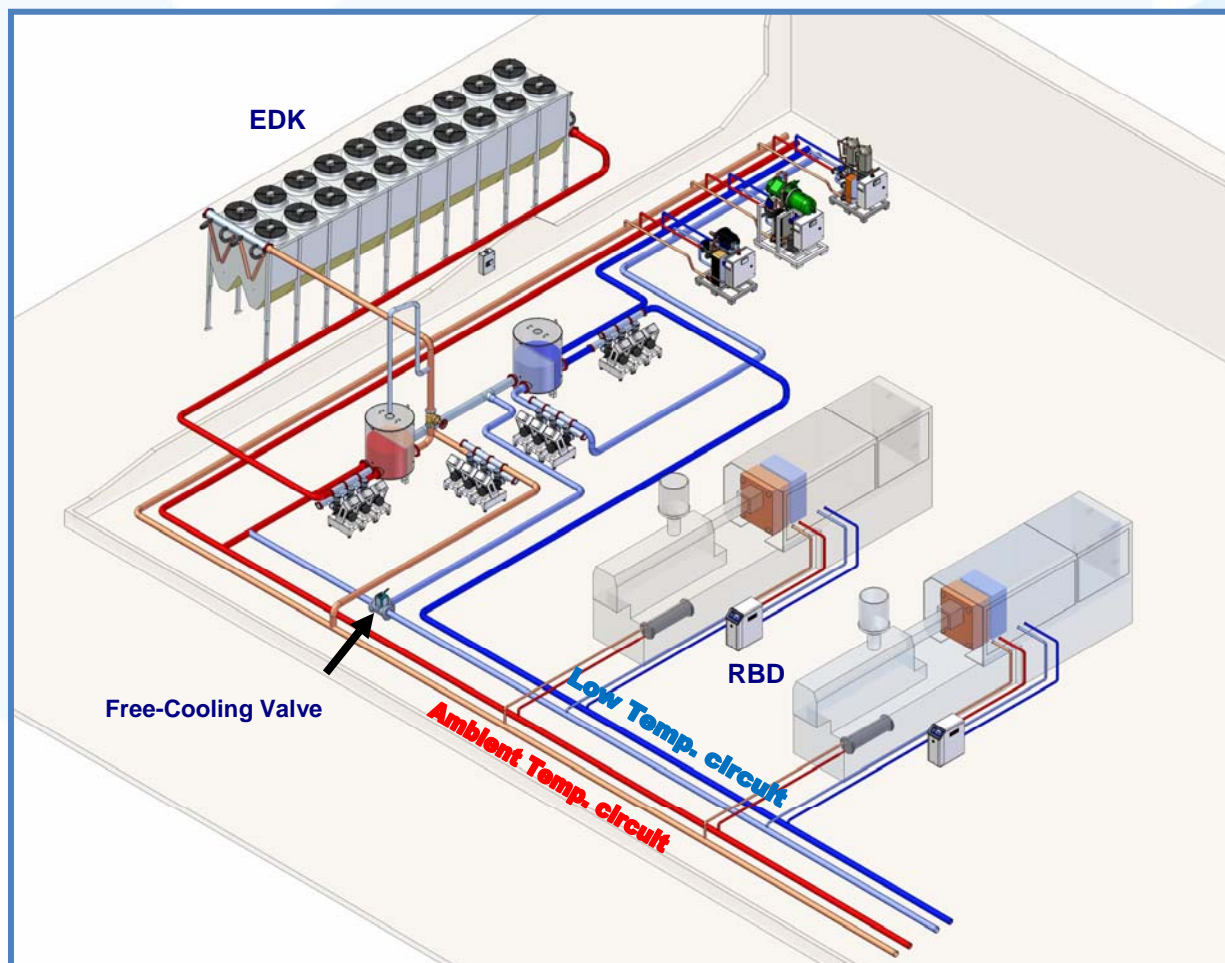 EDK
RBD
Free-Cooling Valve
Low Temp. circuit
Ambient Temp. circuit